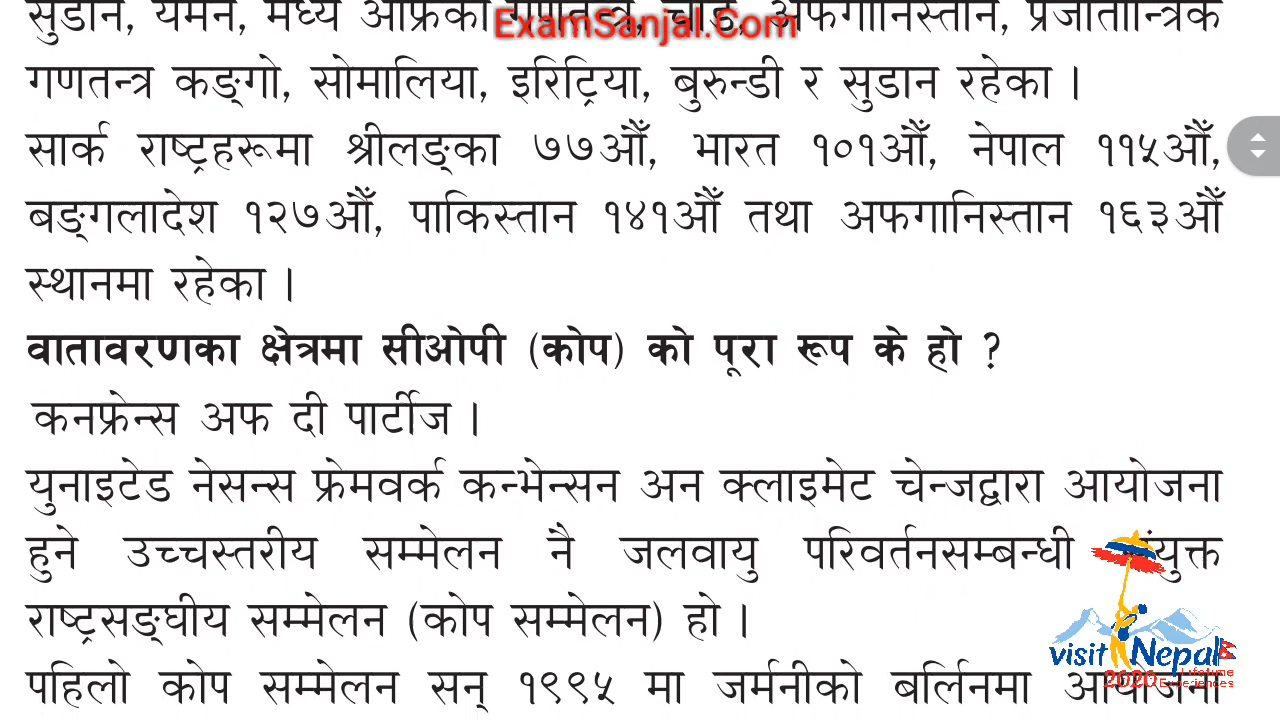 सुडान, यमन, मध्य अफ्रिकी गणतन्त्र, चाड, अफगानिस्तान, प्रजातान्त्रिक
ExamSanjal.Com
गणतन्त्र कङ्गो, सोमालिया, इरिट्रिया, बुरुन्डी र सुडान रहेका ।
सार्क राष्ट्रहरूमा श्रीलङ्का ७७औँ, भारत १०१औँ, नेपाल ११५औँ,
बङ्गलादेश १२७औँ, पाकिस्तान १४१औँ तथा अफगानिस्तान १६३औँ
स्थानमा रहेका ।
वातावरणका क्षेत्रमा सीओपी (कोप) को पूरा रूप के हो ?
कनफ्रेन्स अफ दी पार्टीज ।
युनाइटेड नेसन्स फ्रेमवर्क कन्भेन्सन अन क्लाइमेट चेन्जद्वारा आयोजना
हुने उच्चस्तरीय सम्मेलन नै जलवायु परिवर्तनसम्बन्धी संयुक्त
राष्ट्रसङ्घीय सम्मेलन (कोप सम्मेलन) हो ।
पहिलो कोप सम्मेलन सन् १९९५ मा जर्मनीको बर्लिनमा आयोजना
visit Nepal
2020 Lifetime Experiences